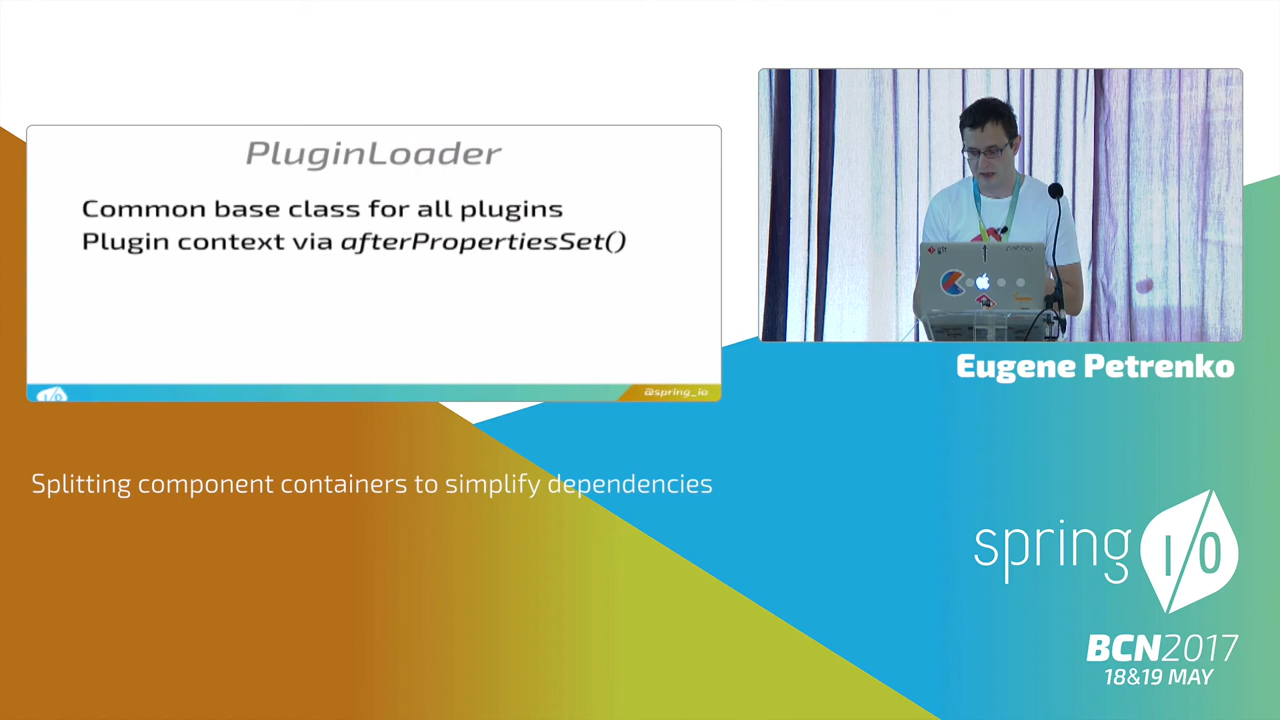 PluginLoader
Common base class for all plugins
Plugin context via afterPropertiesSet()
I/O
@spring_io
git
Eugene Petrenko
Splitting component containers to simplify dependencies
spring I/O
BCN2017
18&19 MAY